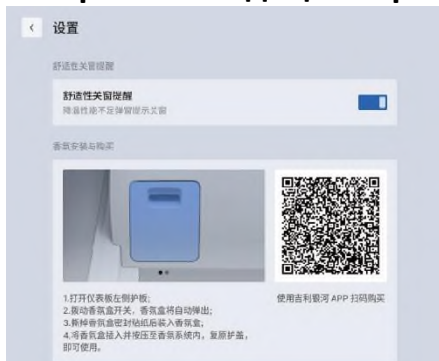 设置
舒适性关窗提醒
舒适性关窗提醒
降温性能不足弹窗提示关窗
香氛安装与购买
1.打开仪表板左侧护板;
2.拨动香氛盒开关，香氛盒将自动弹出;
3.撕掉香氛盒密封贴纸后装入香氛盒;
4.将香氛盒插入并按压至香氛系统内，复原护盖，
即可使用。
使用吉利银河 APP 扫码购买